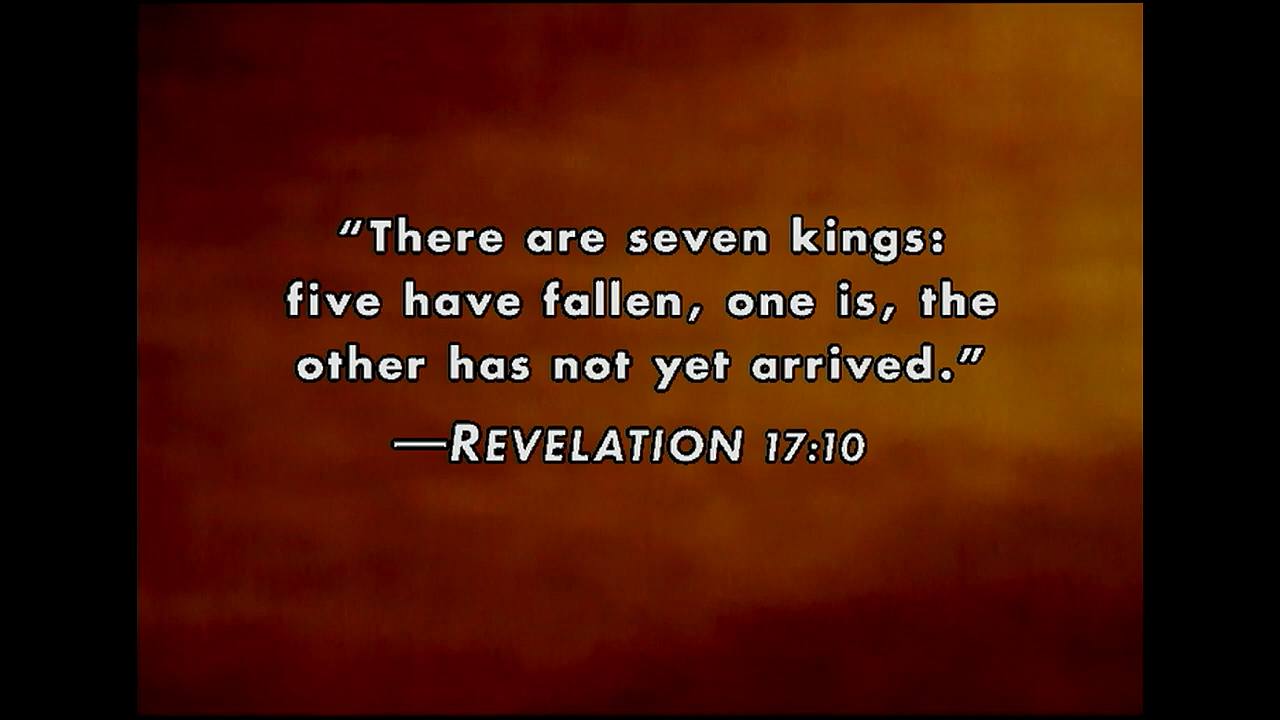 “There are seven kings:
five have fallen, one is, the
other has not yet arrived.”
—REVELATION 17:10